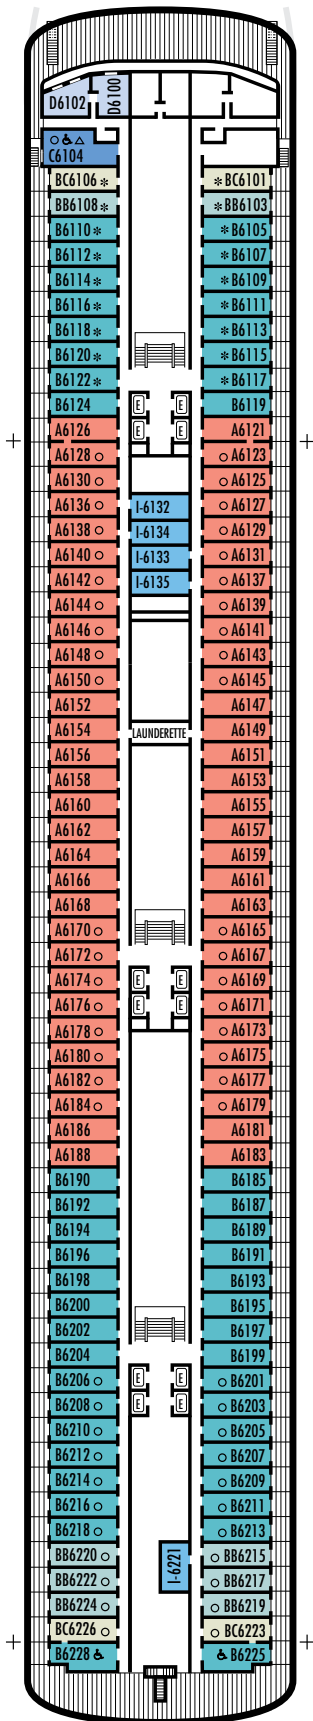 D6102 D6100
○ ♿ △
C6104
BC6106 * * BC6101
BB6108 * * BB6103
B6110 * * B6105
B6112 * * B6107
B6114 * * B6109
B6116 * * B6111
B6118 * * B6113
B6120 * * B6115
B6122 * * B6117
B6124 E E B6119
A6126 E E A6121
A6128 ○ ○ A6123
A6130 ○ ○ A6125
A6136 ○ I-6132 ○ A6127
A6138 ○ I-6134 ○ A6129
A6140 ○ I-6133 ○ A6131
A6142 ○ I-6135 ○ A6137
A6144 ○ ○ A6139
A6146 ○ ○ A6141
A6148 ○ ○ A6143
A6150 ○ ○ A6145
A6152 A6147
A6154 LAUNDERETTE A6149
A6156 A6151
A6158 A6153
A6160 A6155
A6162 A6157
A6164 A6159
A6166 A6161
A6168 A6163
A6170 ○ ○ A6165
A6172 ○ ○ A6167
A6174 ○ E E ○ A6169
A6176 ○ E E ○ A6171
A6178 ○ ○ A6173
A6180 ○ ○ A6175
A6182 ○ ○ A6177
A6184 ○ ○ A6179
A6186 A6181
A6188 A6183
B6190 B6185
B6192 B6187
B6194 B6189
B6196 B6191
B6198 B6193
B6200 B6195
B6202 B6197
B6204 B6199
B6206 ○ E E ○ B6201
B6208 ○ E E ○ B6203
B6210 ○ ○ B6205
B6212 ○ ○ B6207
B6214 ○ ○ B6209
B6216 ○ ○ B6211
B6218 ○ ○ B6213
BB6220 ○ I-6221 ○ BB6215
BB6222 ○ ○ BB6217
BB6224 ○ ○ BB6219
BC6226 ○ ○ BC6223
B6228 ♿ ♿ B6225